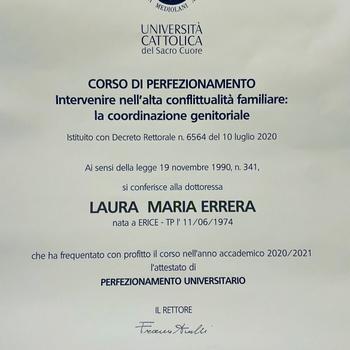 MEDIOLANI
UNIVERSITÀ
CATTOLICA
del Sacro Cuore
CORSO DI PERFEZIONAMENTO
Intervenire nell'alta conflittualità familiare:
la coordinazione genitoriale
Istituito con Decreto Rettorale n. 6564 del 10 luglio 2020
Ai sensi della legge 19 novembre 1990, n. 341,
si conferisce alla dottoressa
LAURA MARIA ERRERA
nata a ERICE - TP l' 11/06/1974
che ha frequentato con profitto il corso nell'anno accademico 2020/2021
l'attestato di
PERFEZIONAMENTO UNIVERSITARIO
IL RETTORE